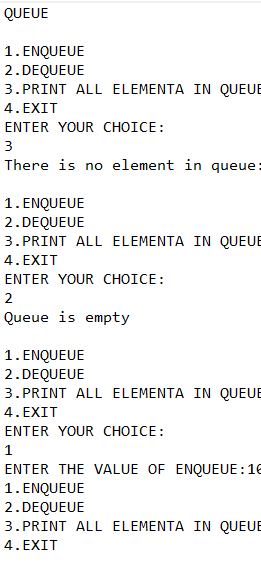 QUEUE
1.ENQUEUE
2.DEQUEUE
3.PRINT ALL ELEMENTA IN QUEUE
4.EXIT
ENTER YOUR CHOICE:
3
There is no element in queue:
1.ENQUEUE
2.DEQUEUE
3.PRINT ALL ELEMENTA IN QUEUE
4.EXIT
ENTER YOUR CHOICE:
2
Queue is empty
1.ENQUEUE
2.DEQUEUE
3.PRINT ALL ELEMENTA IN QUEUE
4.EXIT
ENTER YOUR CHOICE:
1
ENTER THE VALUE OF ENQUEUE:10
1.ENQUEUE
2.DEQUEUE
3.PRINT ALL ELEMENTA IN QUEUE
4.EXIT